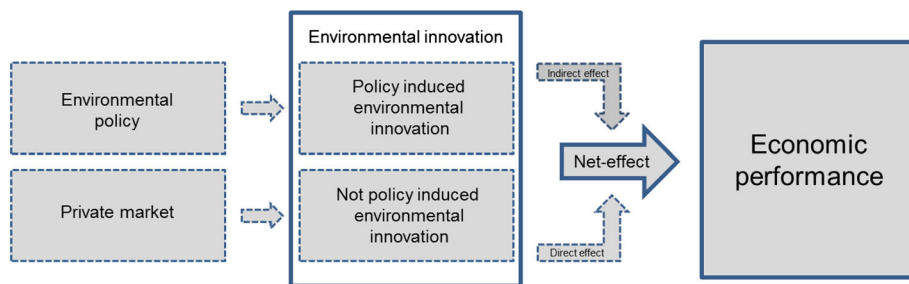 Environmental innovation
Environmental
policy
Policy induced
environmental
innovation
Indirect effect
Net-effect
Economic
performance
Private market
Not policy induced
environmental
innovation
Direct effect